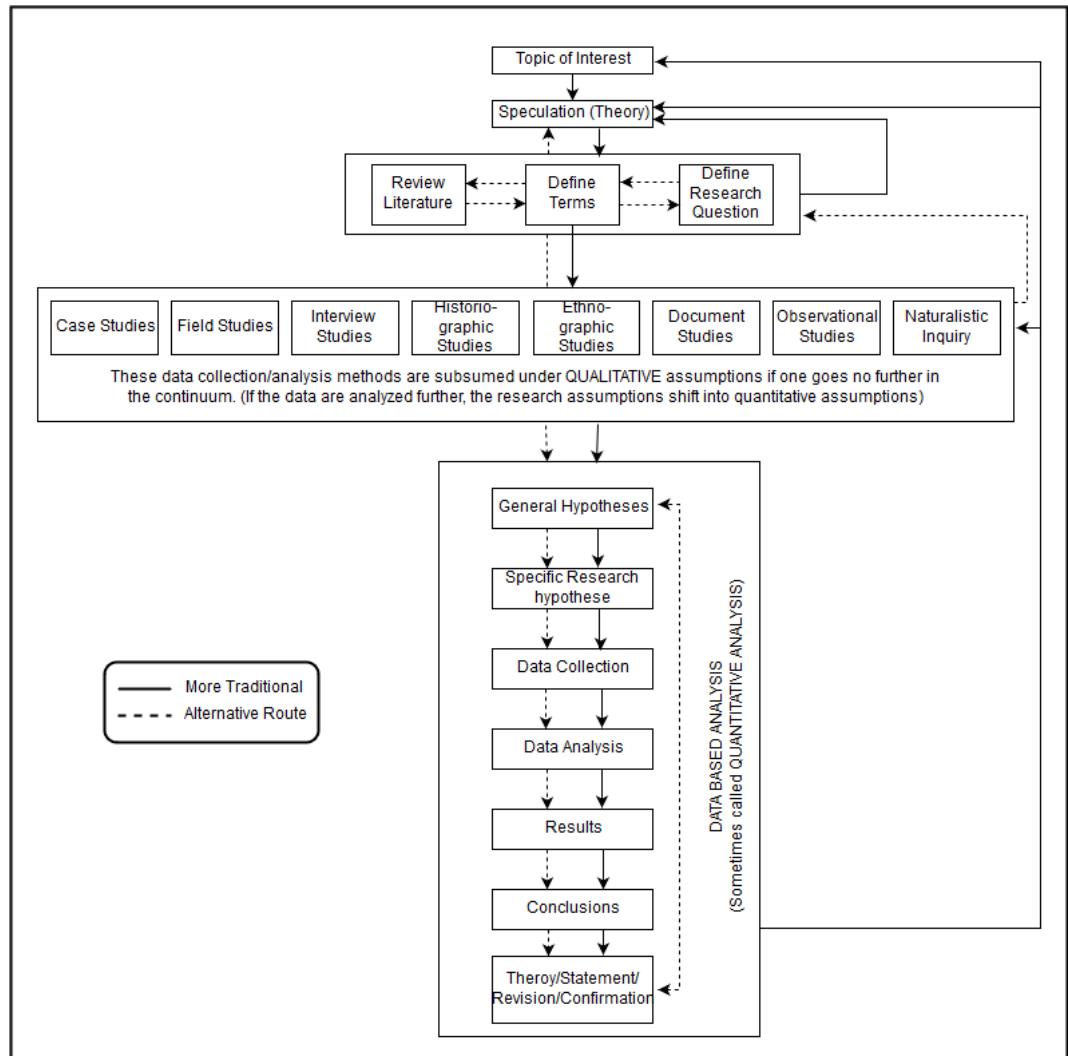 Topic of Interest
Speculation (Theory)
Review
Literature
Define
Terms
Define
Research
Question
Case Studies
Field Studies
Interview
Studies
Historio-
graphic
Studies
Ethno-
graphic
Studies
Document
Studies
Observational
Studies
Naturalistic
Inquiry
These data collection/analysis methods are subsumed under QUALITATIVE assumptions if one goes no further in
the continuum. (If the data are analyzed further, the research assumptions shift into quantitative assumptions)
General Hypotheses
Specific Research
hypothese
Data Collection
Data Analysis
Results
Conclusions
Theroy/Statement/
Revision/Confirmation
DATA BASED ANALYSIS
(Sometimes called QUANTITATIVE ANALYSIS)
More Traditional
Alternative Route